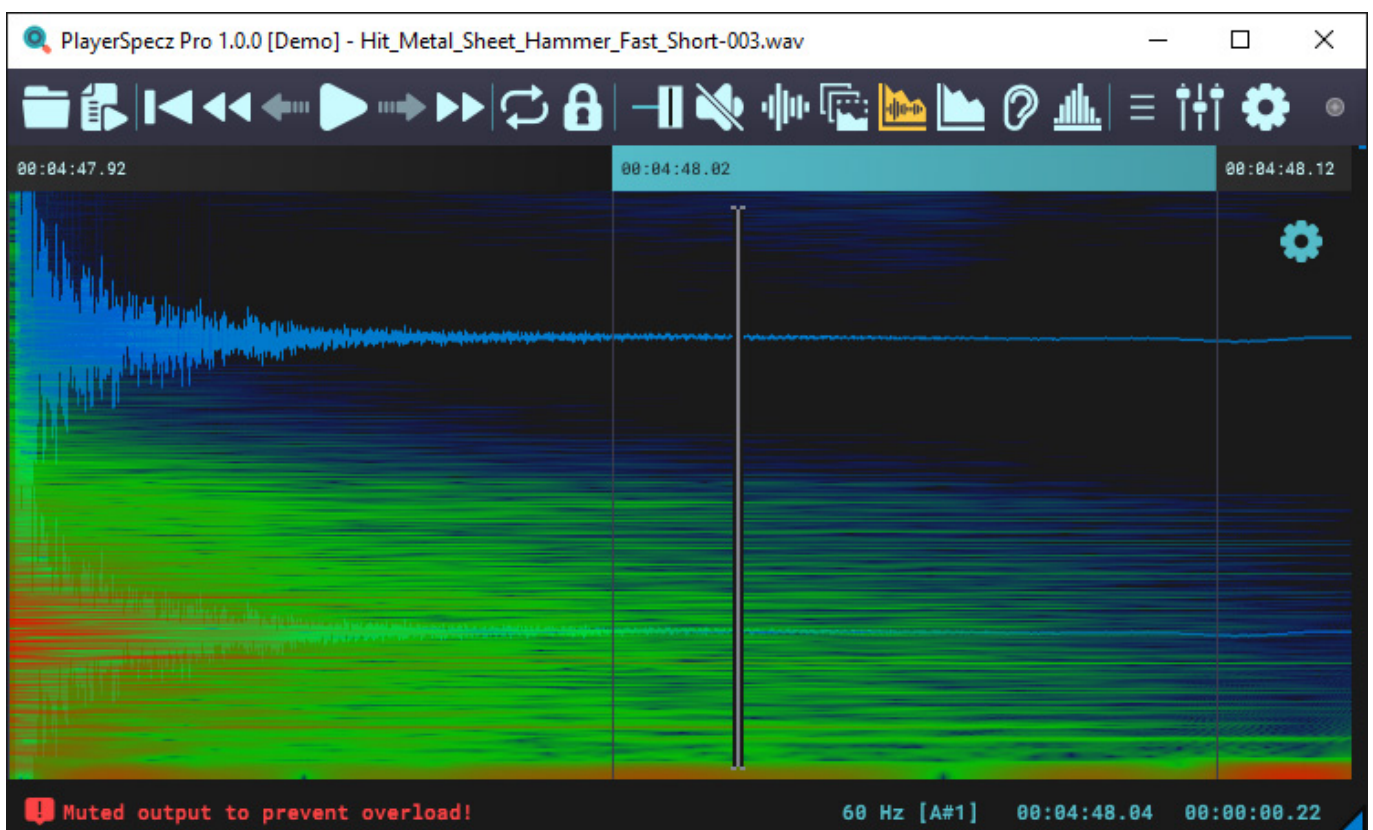 PlayerSpecz Pro 1.0.0 [Demo] - Hit_Metal_Sheet_Hammer_Fast_Short-003.wav
00:04:47.92 00:04:48.02 00:04:48.12
Muted output to prevent overload! 60 Hz [A#1] 00:04:48.04 00:00:00.22